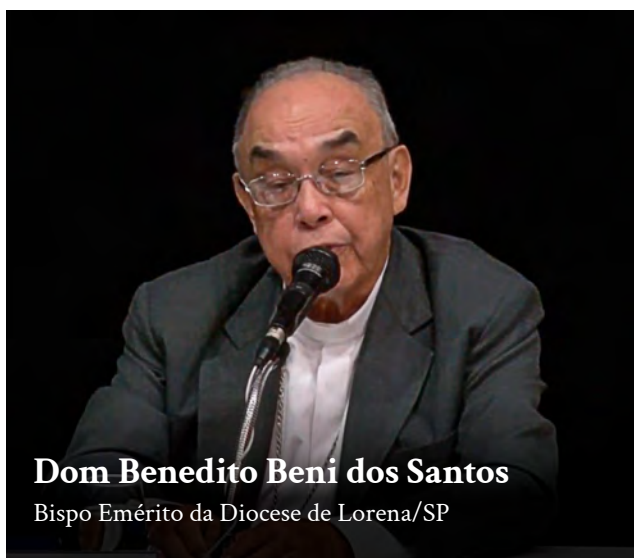 Dom Benedito Beni dos Santos
Bispo Emérito da Diocese de Lorena/SP